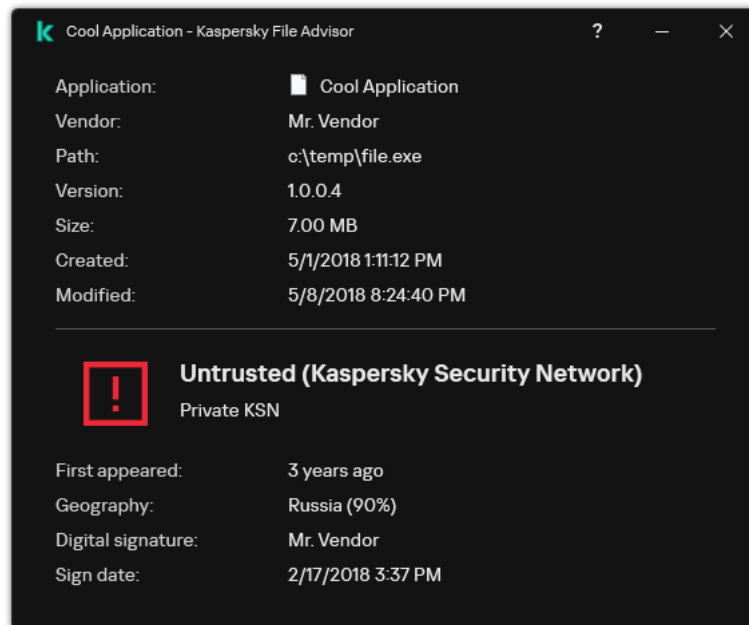 Cool Application - Kaspersky File Advisor ?
Application: Cool Application
Vendor: Mr. Vendor
Path: c:\temp\file.exe
Version: 1.0.0.4
Size: 7.00 MB
Created: 5/1/2018 1:11:12 PM
Modified: 5/8/2018 8:24:40 PM
Untrusted (Kaspersky Security Network)
Private KSN
First appeared: 3 years ago
Geography: Russia (90%)
Digital signature: Mr. Vendor
Sign date: 2/17/2018 3:37 PM